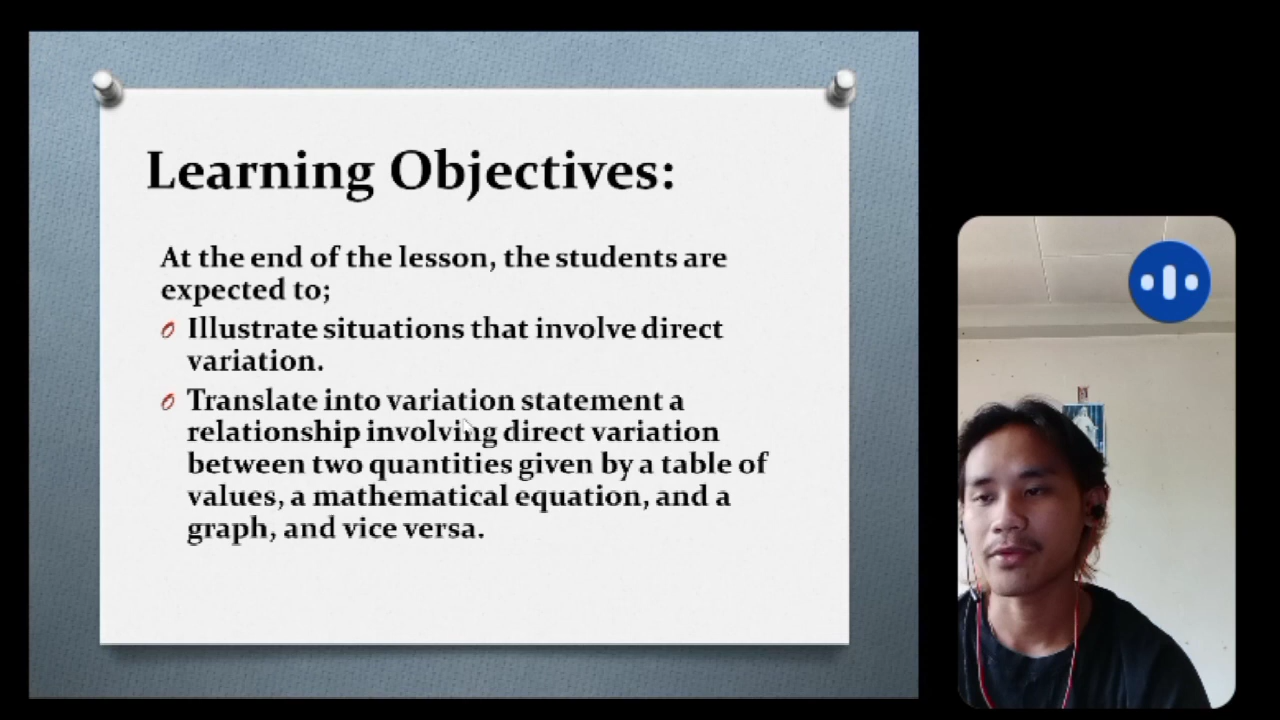 Learning Objectives:
At the end of the lesson, the students are
expected to;
Illustrate situations that involve direct
variation.
Translate into variation statement a
relationship involving direct variation
between two quantities given by a table of
values, a mathematical equation, and a
graph, and vice versa.